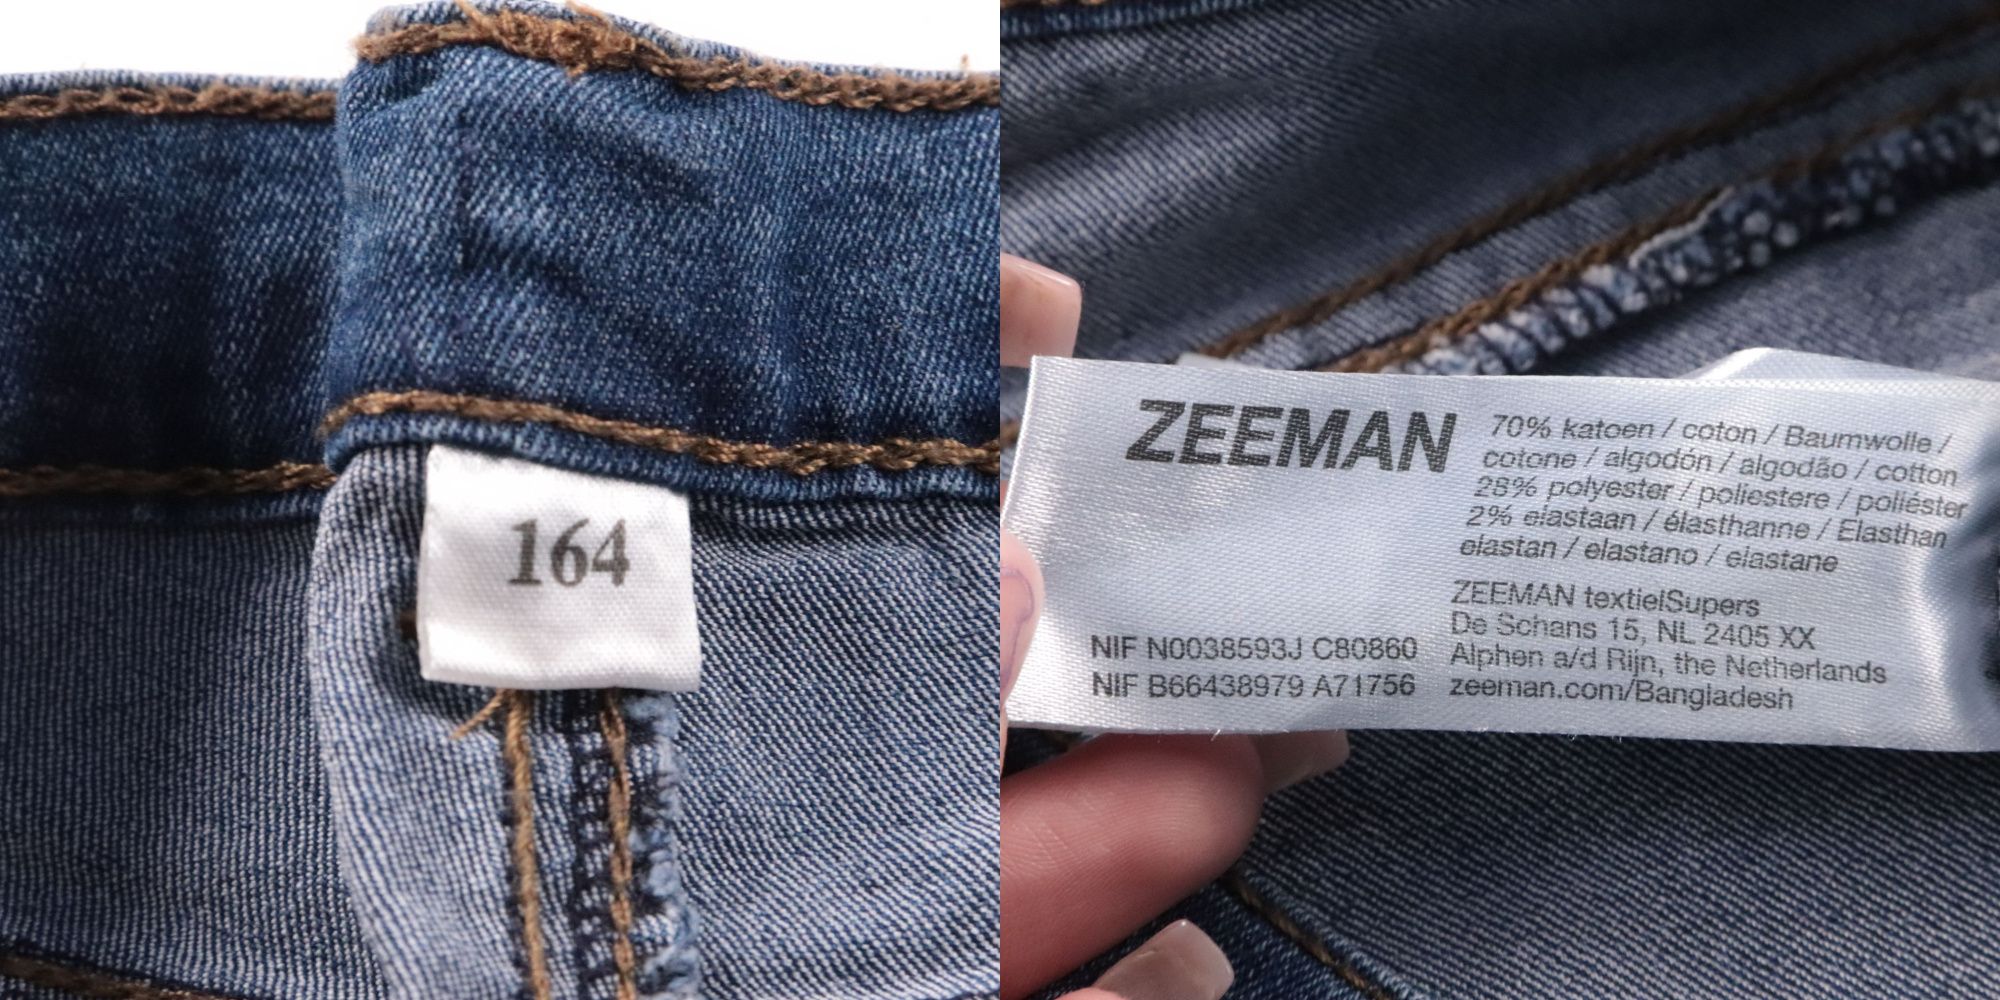 164
ZEEMAN
70% katoen / coton / Baumwolle /
cotone / algodón / algodão / cotton
28% polyester / poliestere / poliéster
2% elastaan / élasthanne / Elasthan
elastan / elastano / elastane
ZEEMAN textielSupers
De Schans 15, NL 2405 XX
Alphen a/d Rijn, the Netherlands
zeeman.com/Bangladesh
NIF N0038593J C80860
NIF B66438979 A71756